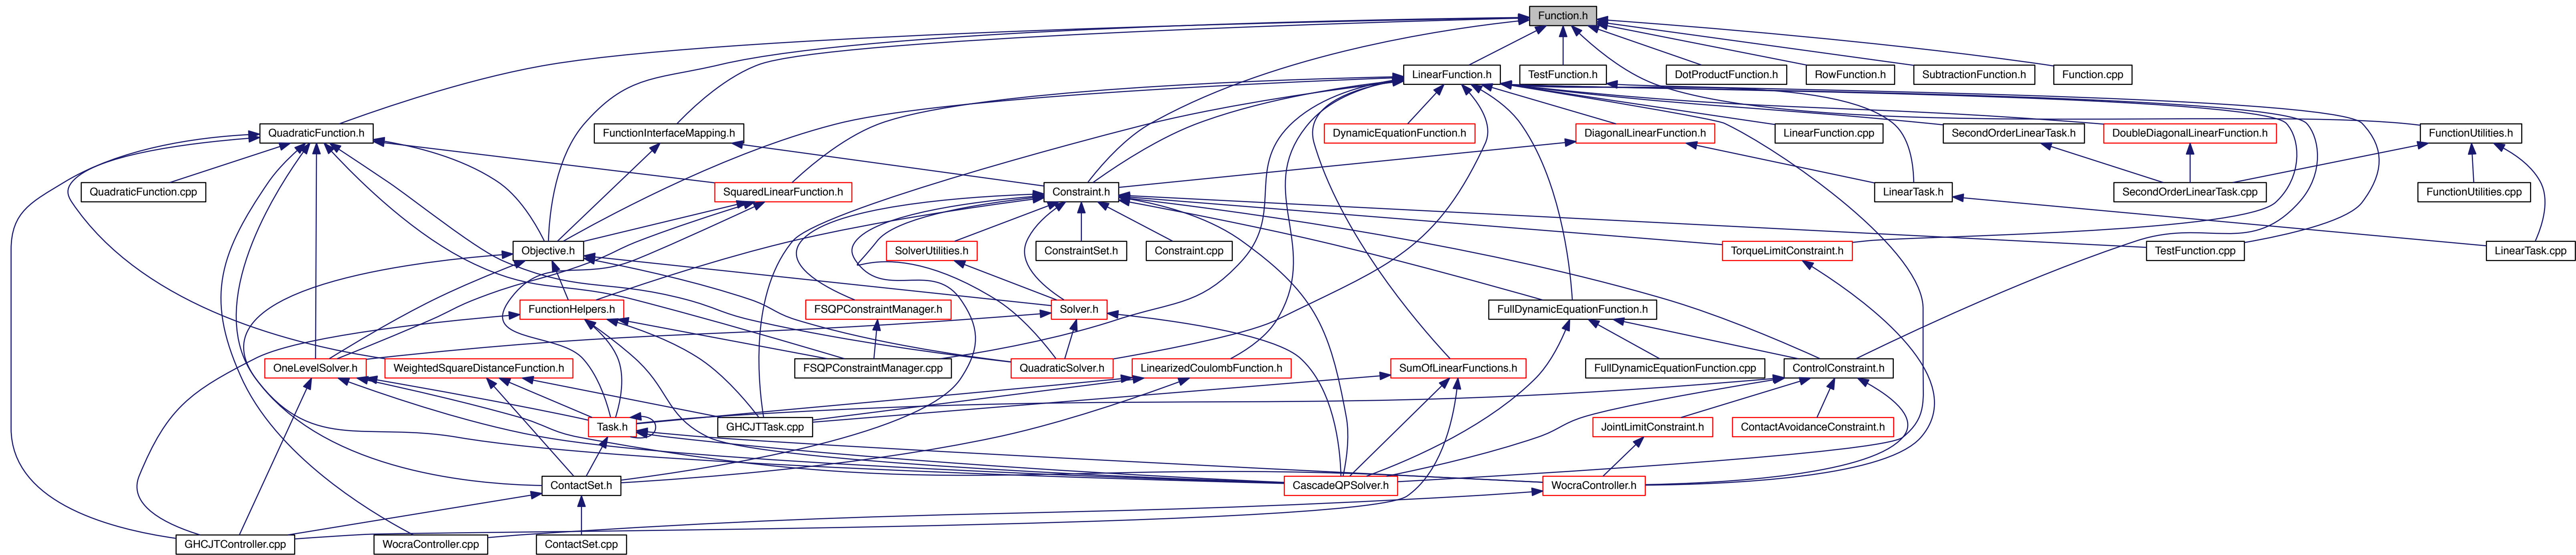 Function.h
LinearFunction.h
TestFunction.h
DotProductFunction.h
RowFunction.h
SubtractionFunction.h
Function.cpp
QuadraticFunction.h
FunctionInterfaceMapping.h
DynamicEquationFunction.h
DiagonalLinearFunction.h
LinearFunction.cpp
SecondOrderLinearTask.h
DoubleDiagonalLinearFunction.h
FunctionUtilities.h
QuadraticFunction.cpp
SquaredLinearFunction.h
Constraint.h
LinearTask.h
SecondOrderLinearTask.cpp
FunctionUtilities.cpp
Objective.h
SolverUtilities.h
ConstraintSet.h
Constraint.cpp
TorqueLimitConstraint.h
TestFunction.cpp
LinearTask.cpp
FunctionHelpers.h
FSQPConstraintManager.h
Solver.h
FullDynamicEquationFunction.h
OneLevelSolver.h
WeightedSquareDistanceFunction.h
FSQPConstraintManager.cpp
QuadraticSolver.h
LinearizedCoulombFunction.h
SumOfLinearFunctions.h
FullDynamicEquationFunction.cpp
ControlConstraint.h
Task.h
GHCJTTask.cpp
JointLimitConstraint.h
ContactAvoidanceConstraint.h
ContactSet.h
CascadeQPSolver.h
WocraController.h
GHCJTController.cpp
WocraController.cpp
ContactSet.cpp